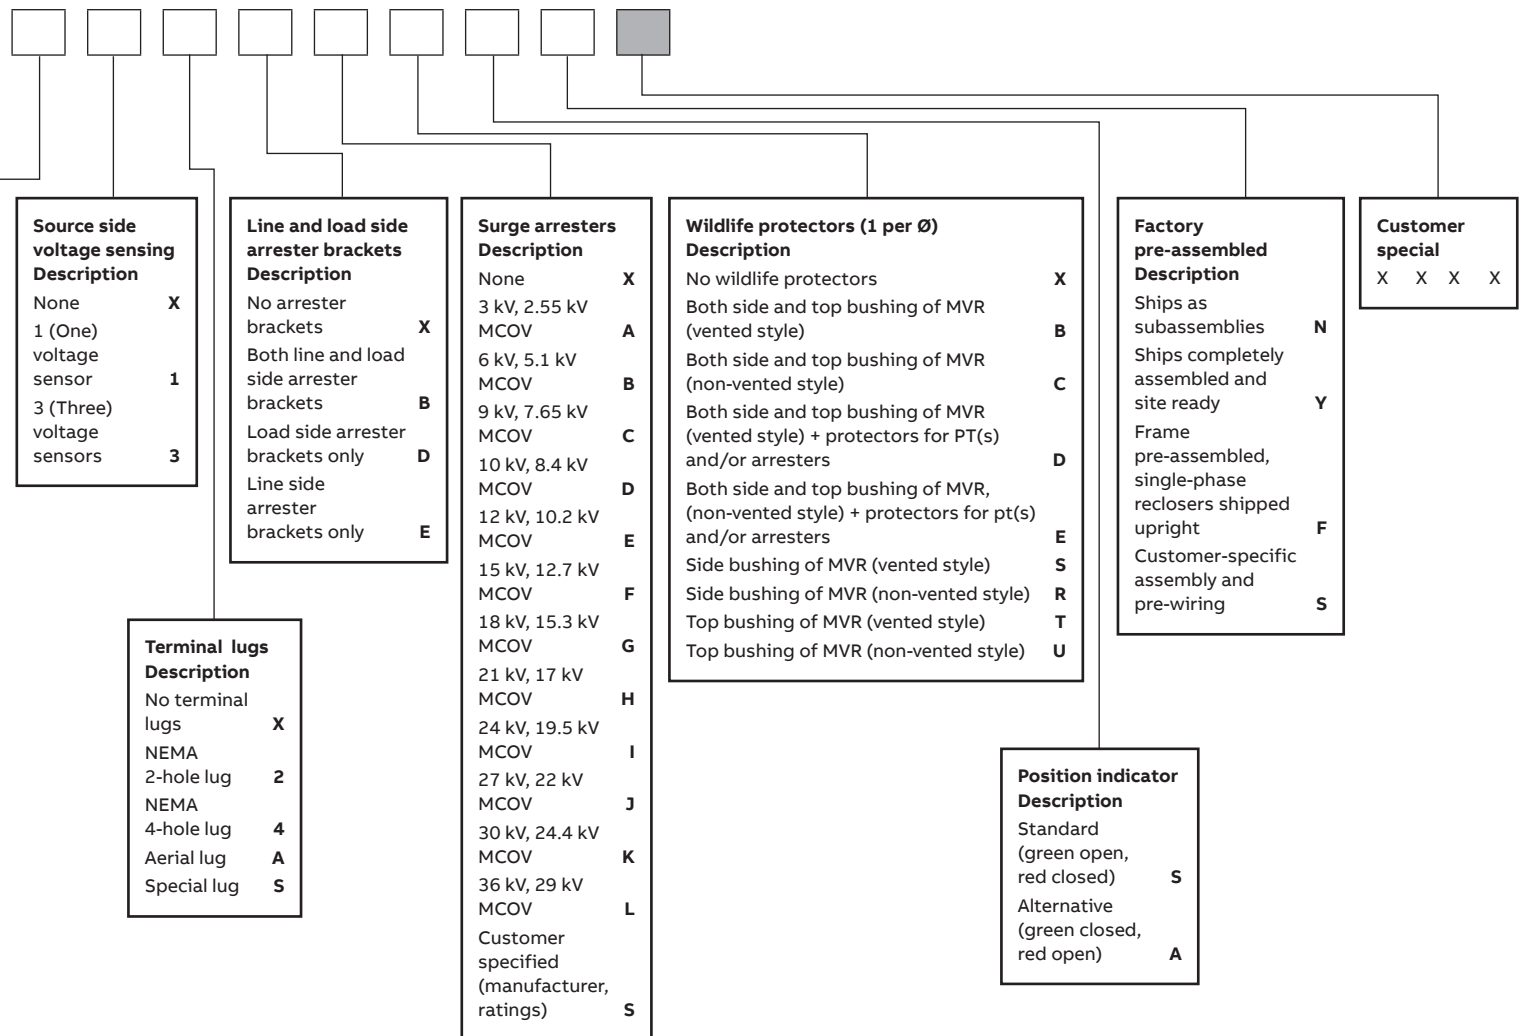 Source side
voltage sensing
Description
None X
1 (One)
voltage
sensor 1
3 (Three)
voltage
sensors 3
Terminal lugs
Description
No terminal
lugs X
NEMA
2-hole lug 2
NEMA
4-hole lug 4
Aerial lug A
Special lug S
Line and load side
arrester brackets
Description
No arrester
brackets X
Both line and load
side arrester
brackets B
Load side arrester
brackets only D
Line side
arrester
brackets only E
Surge arresters
Description
None X
3 kV, 2.55 kV
MCOV A
6 kV, 5.1 kV
MCOV B
9 kV, 7.65 kV
MCOV C
10 kV, 8.4 kV
MCOV D
12 kV, 10.2 kV
MCOV E
15 kV, 12.7 kV
MCOV F
18 kV, 15.3 kV
MCOV G
21 kV, 17 kV
MCOV H
24 kV, 19.5 kV
MCOV I
27 kV, 22 kV
MCOV J
30 kV, 24.4 kV
MCOV K
36 kV, 29 kV
MCOV L
Customer
specified
(manufacturer,
ratings) S
Wildlife protectors (1 per Ø)
Description
No wildlife protectors X
Both side and top bushing of MVR
(vented style) B
Both side and top bushing of MVR
(non-vented style) C
Both side and top bushing of MVR
(vented style) + protectors for PT(s)
and/or arresters D
Both side and top bushing of MVR,
(non-vented style) + protectors for pt(s)
and/or arresters E
Side bushing of MVR (vented style) S
Side bushing of MVR (non-vented style) R
Top bushing of MVR (vented style) T
Top bushing of MVR (non-vented style) U
Position indicator
Description
Standard
(green open,
red closed) S
Alternative
(green closed,
red open) A
Factory
pre-assembled
Description
Ships as
subassemblies N
Ships completely
assembled and
site ready Y
Frame
pre-assembled,
single-phase
reclosers shipped
upright F
Customer-specific
assembly and
pre-wiring S
Customer
special
X X X X